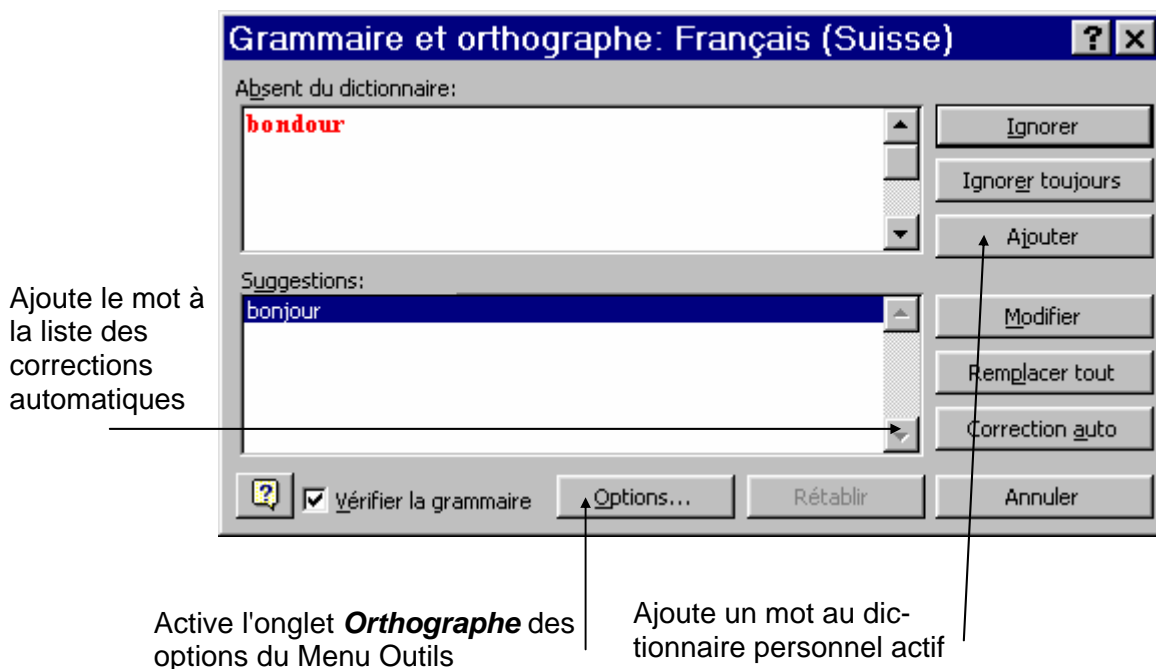 Grammaire et orthographe: Français (Suisse)
Absent du dictionnaire:
bondour
Ignorer
Ignorer toujours
Ajouter
Suggestions:
bonjour
Modifier
Remplacer tout
Correction auto
Vérifier la grammaire
Options...
Rétablir
Annuler
Ajoute le mot à
la liste des
corrections
automatiques
Active l'onglet Orthographe des
options du Menu Outils
Ajoute un mot au dic-
tionnaire personnel actif